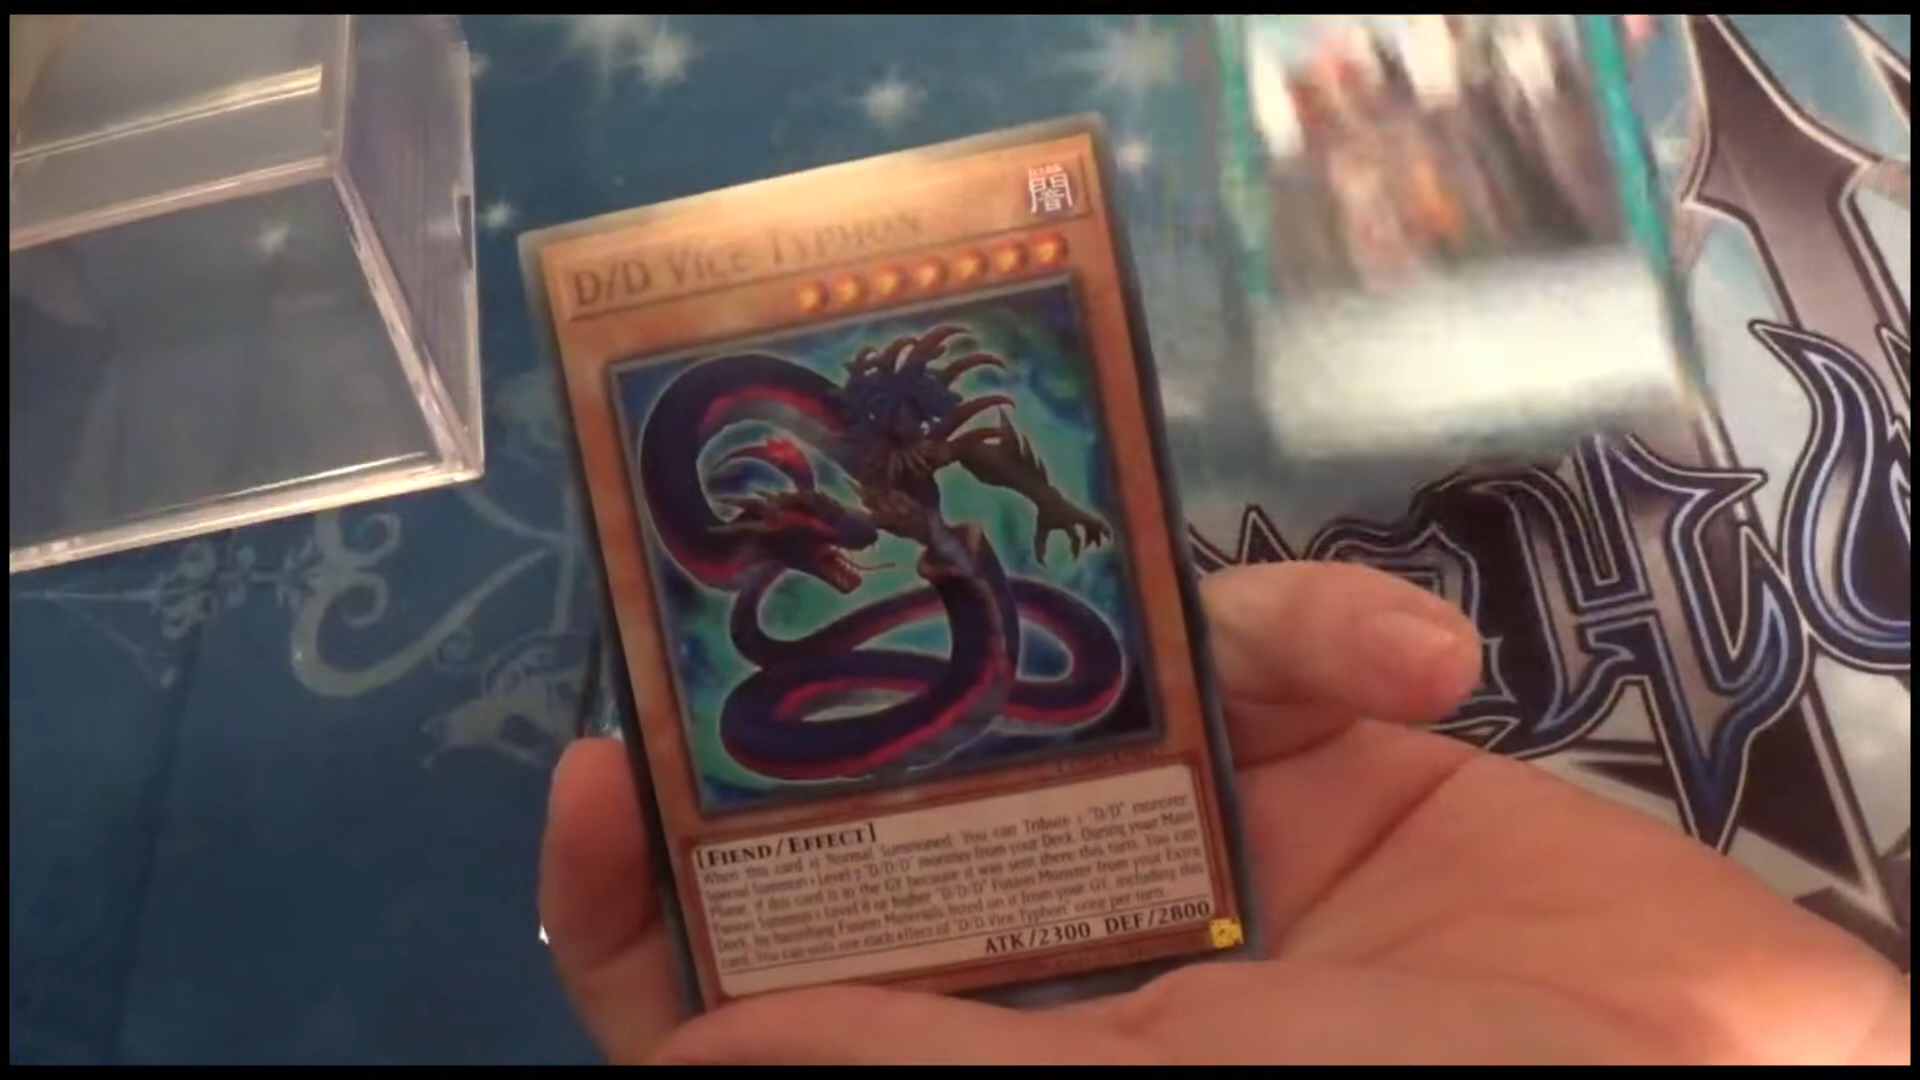 D/D Vice Typhon
闇
[Fiend/Effect]
When this card is Normal Summoned: You can Tribute 1 "D/D" monster;
Special Summon 1 Level 7 "D/D/D" monster from your Deck. During your Main
Phase, if this card is in the GY because it was sent there this turn: You can
Fusion Summon 1 Level 8 or higher "D/D/D" Fusion Monster from your Extra
Deck, by banishing Fusion Materials listed on it from your GY, including this
card. You can only use each effect of "D/D Vice Typhon" once per turn.
ATK/2300 DEF/2800